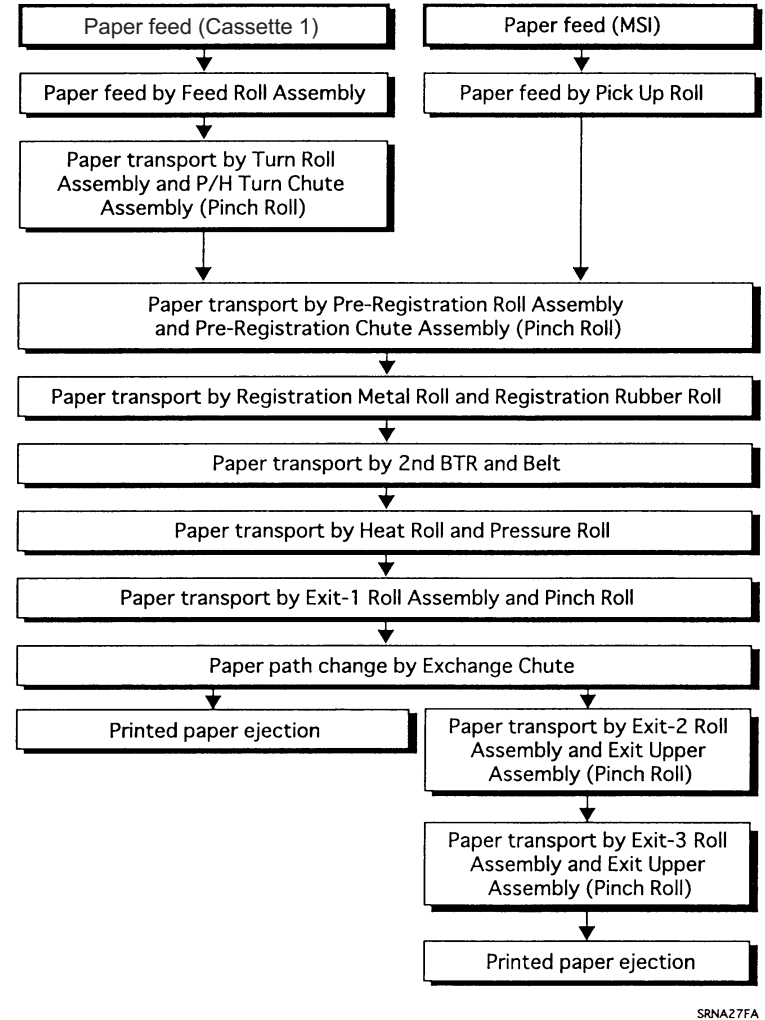 Paper feed (Cassette 1)
Paper feed (MSI)
Paper feed by Feed Roll Assembly
Paper feed by Pick Up Roll
Paper transport by Turn Roll
Assembly and P/H Turn Chute
Assembly (Pinch Roll)
Paper transport by Pre-Registration Roll Assembly
and Pre-Registration Chute Assembly (Pinch Roll)
Paper transport by Registration Metal Roll and Registration Rubber Roll
Paper transport by 2nd BTR and Belt
Paper transport by Heat Roll and Pressure Roll
Paper transport by Exit-1 Roll Assembly and Pinch Roll
Paper path change by Exchange Chute
Printed paper ejection
Paper transport by Exit-2 Roll
Assembly and Exit Upper
Assembly (Pinch Roll)
Paper transport by Exit-3 Roll
Assembly and Exit Upper
Assembly (Pinch Roll)
Printed paper ejection
SRNA27FA